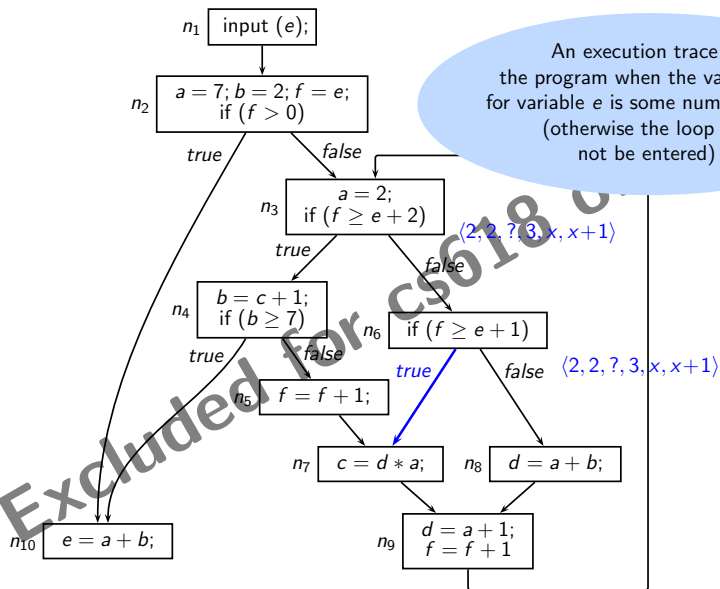 n1 input (e);
n2 a = 7; b = 2; f = e;
if (f > 0)
An execution trace
the program when the va
for variable e is some num
(otherwise the loop
not be entered)
true
false
n3 a = 2;
if (f ≥ e + 2)
⟨2, 2, ?, 3, x, x+1⟩
true
false
n4 b = c + 1;
if (b ≥ 7)
n6 if (f ≥ e + 1)
true
false
true
false
⟨2, 2, ?, 3, x, x+1⟩
n5 f = f + 1;
n7 c = d * a;
n8 d = a + b;
n10 e = a + b;
n9 d = a + 1;
f = f + 1
Excluded for cs618